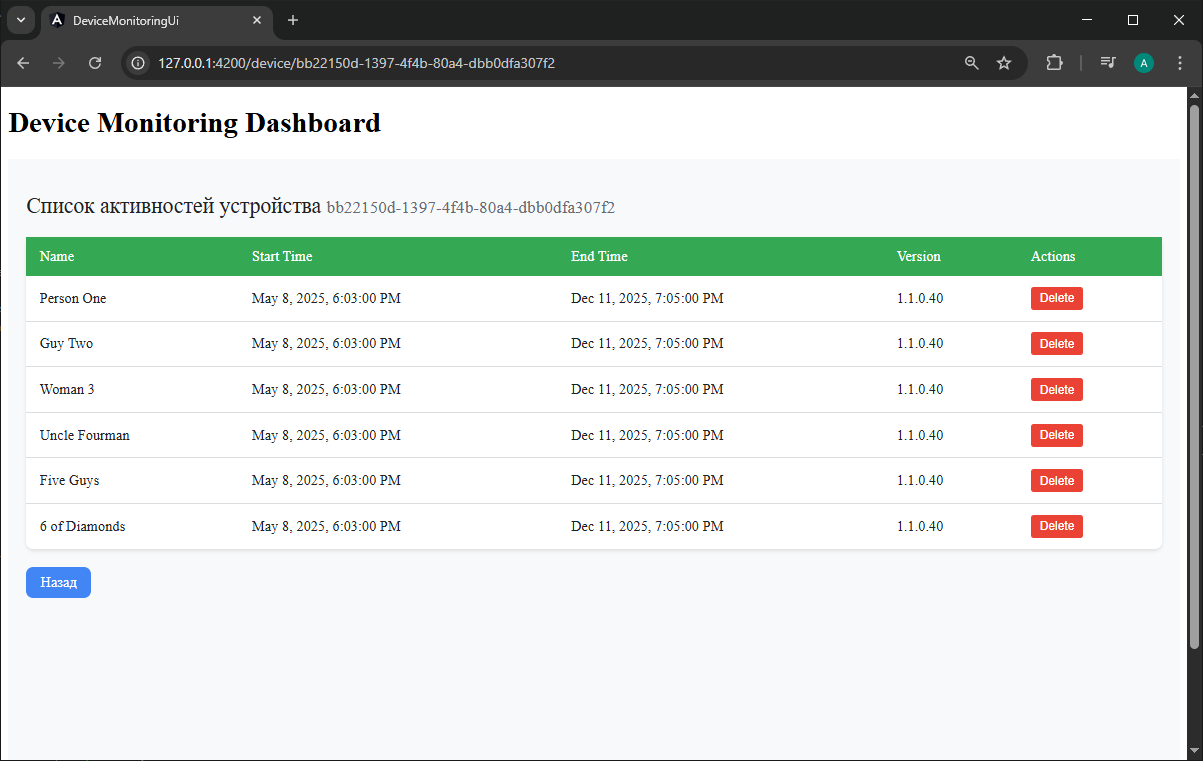 DeviceMonitoringUi
127.0.0.1:4200/device/bb22150d-1397-4f4b-80a4-dbb0dfa307f2
A
Device Monitoring Dashboard
Список активностей устройства bb22150d-1397-4f4b-80a4-dbb0dfa307f2
Name Start Time End Time Version Actions
Person One May 8, 2025, 6:03:00 PM Dec 11, 2025, 7:05:00 PM 1.1.0.40 Delete
Guy Two May 8, 2025, 6:03:00 PM Dec 11, 2025, 7:05:00 PM 1.1.0.40 Delete
Woman 3 May 8, 2025, 6:03:00 PM Dec 11, 2025, 7:05:00 PM 1.1.0.40 Delete
Uncle Fourman May 8, 2025, 6:03:00 PM Dec 11, 2025, 7:05:00 PM 1.1.0.40 Delete
Five Guys May 8, 2025, 6:03:00 PM Dec 11, 2025, 7:05:00 PM 1.1.0.40 Delete
6 of Diamonds May 8, 2025, 6:03:00 PM Dec 11, 2025, 7:05:00 PM 1.1.0.40 Delete
Назад